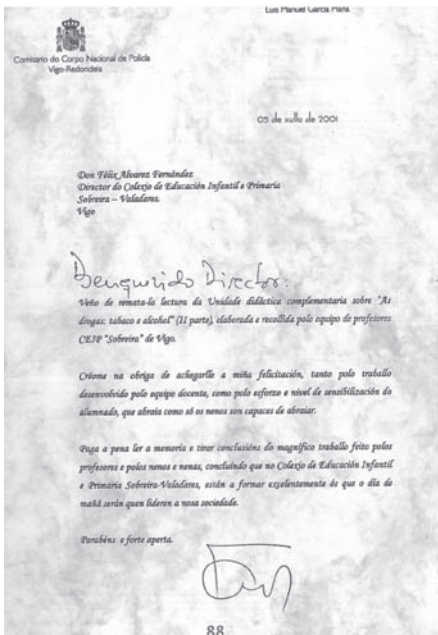 Luis Manuel García Mañá
Comisario do Corpo Nacional de Policía
Vigo-Redondela
05 de xullo de 2001
Don Félix Alvarez Fernández
Director do Colexio de Educación Infantil e Primaria
Sobreira – Valadares.
Vigo
Benquerido Director:
Veño de remata-la lectura da Unidade didáctica complementaria sobre "As
drogas: tabaco e alcohol" (II parte), elaborada e recollida polo equipo de profesores
CEIP "Sobreira" de Vigo.
Créome na obriga de achegarlle a miña felicitación, tanto polo traballo
desenvolvido polo equipo docente, como polo esforzo e nivel de sensibilización do
alumnado, que abraia como só os nenos son capaces de abraiar.
Paga a pena ler a memoria e tirar conclusións do magnífico traballo feito polos
profesores e polos nenos e nenas, concluíndo que no Colexio de Educación Infantil
e Primaria Sobreira-Valadares, están a formar excelentemente ós que o día de
mañá serán quen lideren a nosa sociedade.
Parabéns e forte aperta.
88